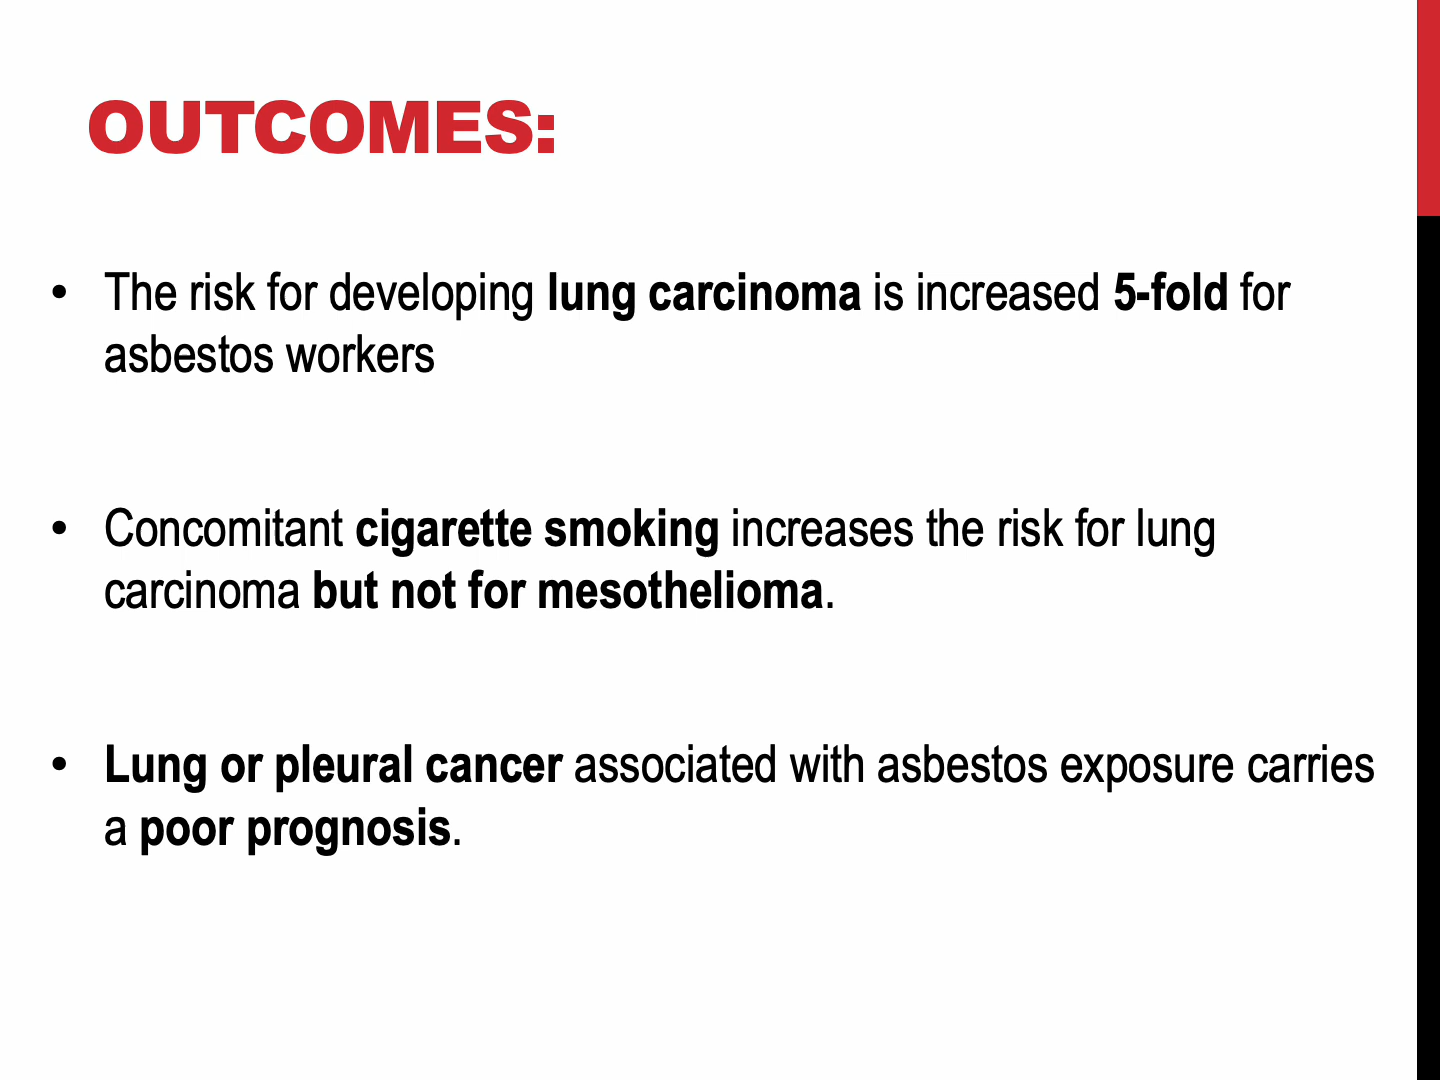 OUTCOMES:
• The risk for developing lung carcinoma is increased 5-fold for
asbestos workers
• Concomitant cigarette smoking increases the risk for lung
carcinoma but not for mesothelioma.
• Lung or pleural cancer associated with asbestos exposure carries
a poor prognosis.